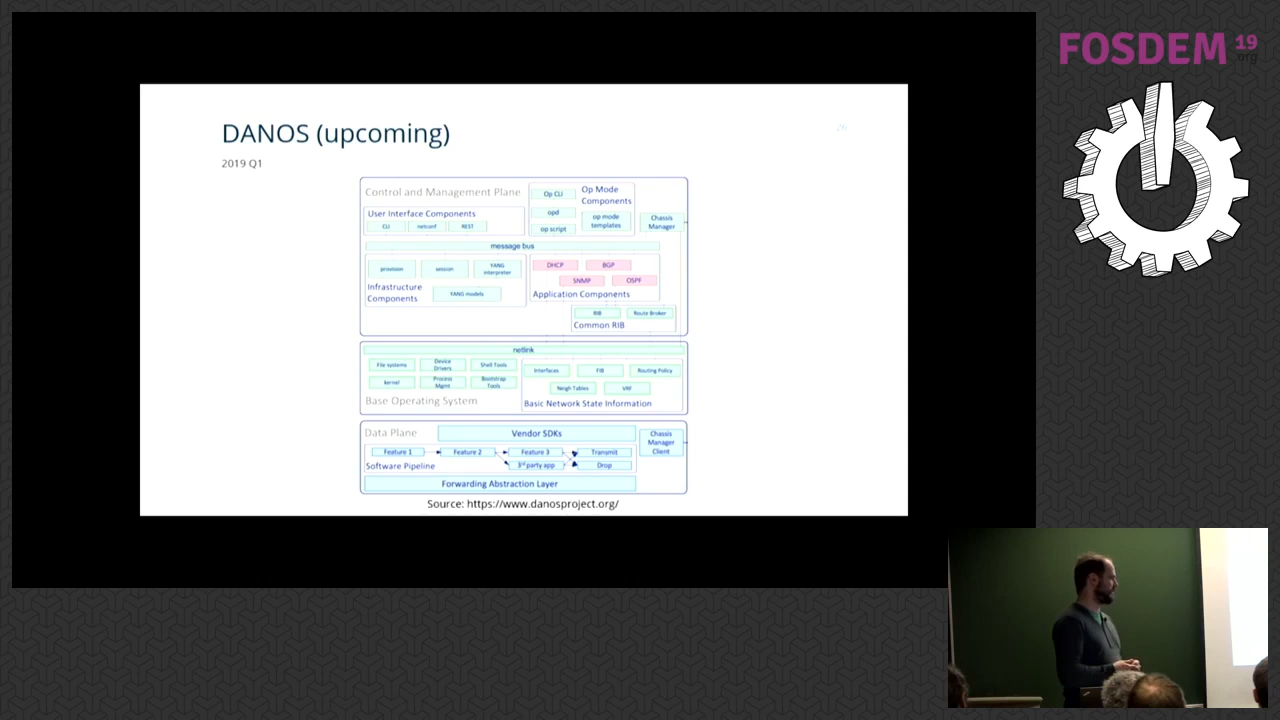 FOSDEM 19
.org
DANOS (upcoming)
26
2019 Q1
Control and Management Plane
Op CLI
Op Mode
Components
User Interface Components
opd
op mode
templates
Chassis
Manager
CLI
netconf
REST
op script
message bus
provision
session
YANG
interpreter
DHCP
BGP
SNMP
OSPF
Infrastructure
Components
YANG models
Application Components
RIB
Route Broker
Common RIB
netlink
File systems
Device
Drivers
Shell Tools
Interfaces
FIB
Routing Policy
kernel
Process
Mgmt
Bootstrap
Tools
Neigh Tables
VRF
Base Operating System
Basic Network State Information
Data Plane
Vendor SDKs
Chassis
Manager
Client
Feature 1
Feature 2
Feature 3
Transmit
Software Pipeline
3rd party app
Drop
Forwarding Abstraction Layer
Source: https://www.danosproject.org/